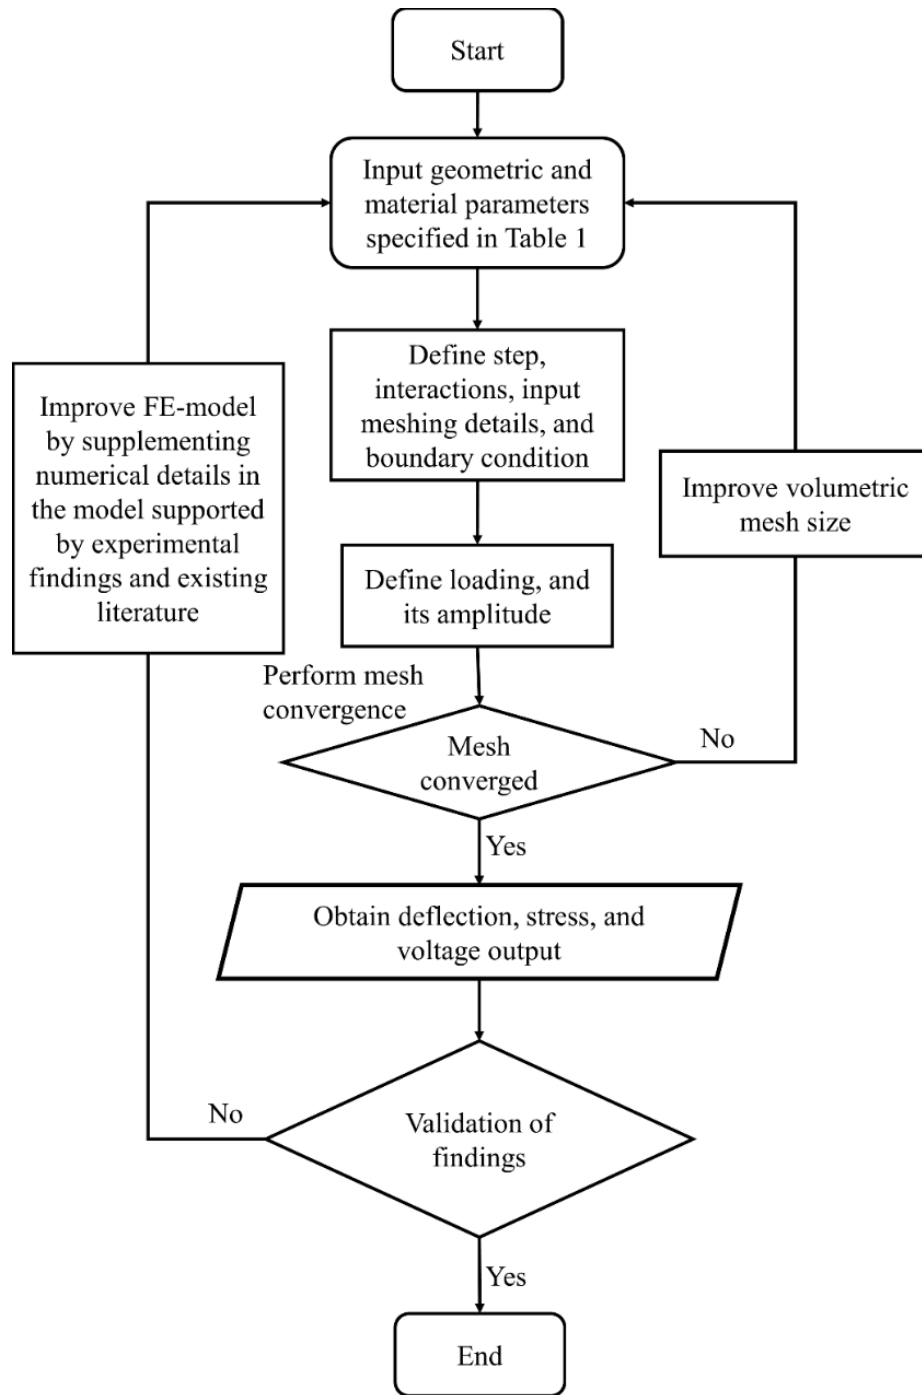 Start
Input geometric and
material parameters
specified in Table 1
Define step,
interactions, input
meshing details, and
boundary condition
Improve FE-model
by supplementing
numerical details in
the model supported
by experimental
findings and existing
literature
Improve volumetric
mesh size
Define loading, and
its amplitude
Perform mesh
convergence
Mesh
converged
No
Yes
Obtain deflection, stress, and
voltage output
No
Validation of
findings
Yes
End